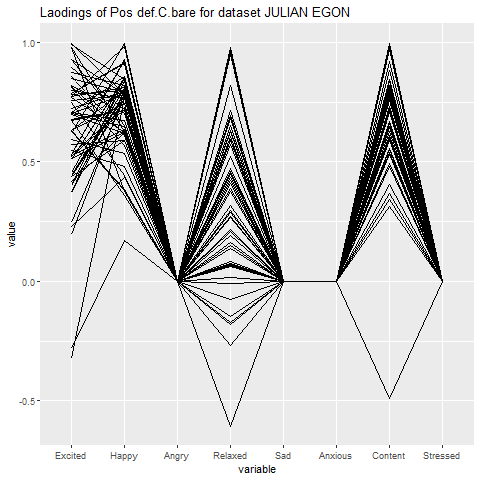 Laodings of Pos def.C.bare for dataset JULIAN EGON
1.0
0.5
0.0
-0.5
value
Excited Happy Angry Relaxed Sad Anxious Content Stressed
variable